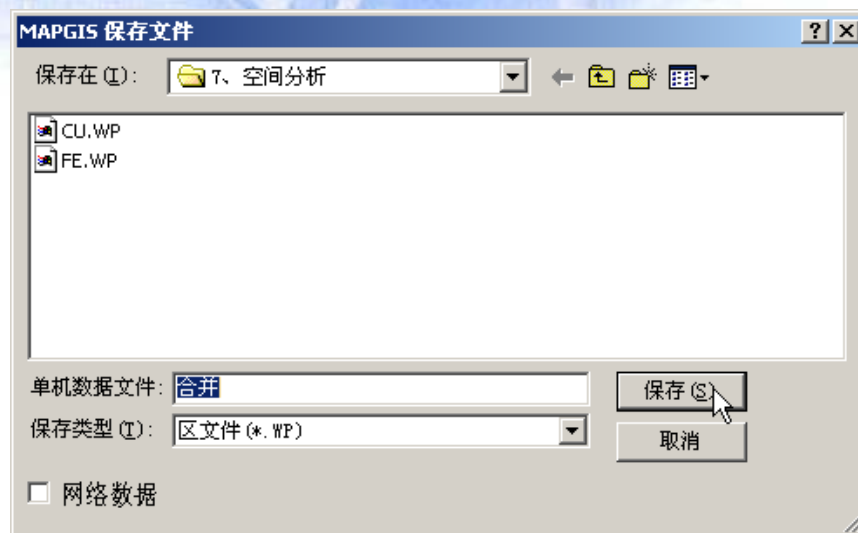 MAPGIS 保存文件
保存在(I): 7、空间分析
CU.WP
FE.WP
单机数据文件: 合并 保存(S)
保存类型(T): 区文件(*.WP) 取消
网络数据